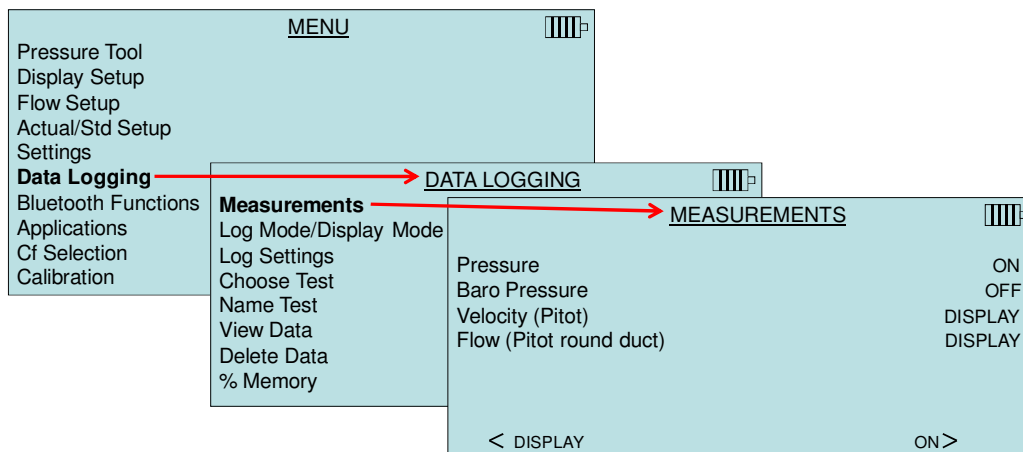 MENU
Pressure Tool
Display Setup
Flow Setup
Actual/Std Setup
Settings
Data Logging
Bluetooth Functions
Applications
Cf Selection
Calibration
DATA LOGGING
Measurements
Log Mode/Display Mode
Log Settings
Choose Test
Name Test
View Data
Delete Data
% Memory
MEASUREMENTS
Pressure ON
Baro Pressure OFF
Velocity (Pitot) DISPLAY
Flow (Pitot round duct) DISPLAY
< DISPLAY ON >